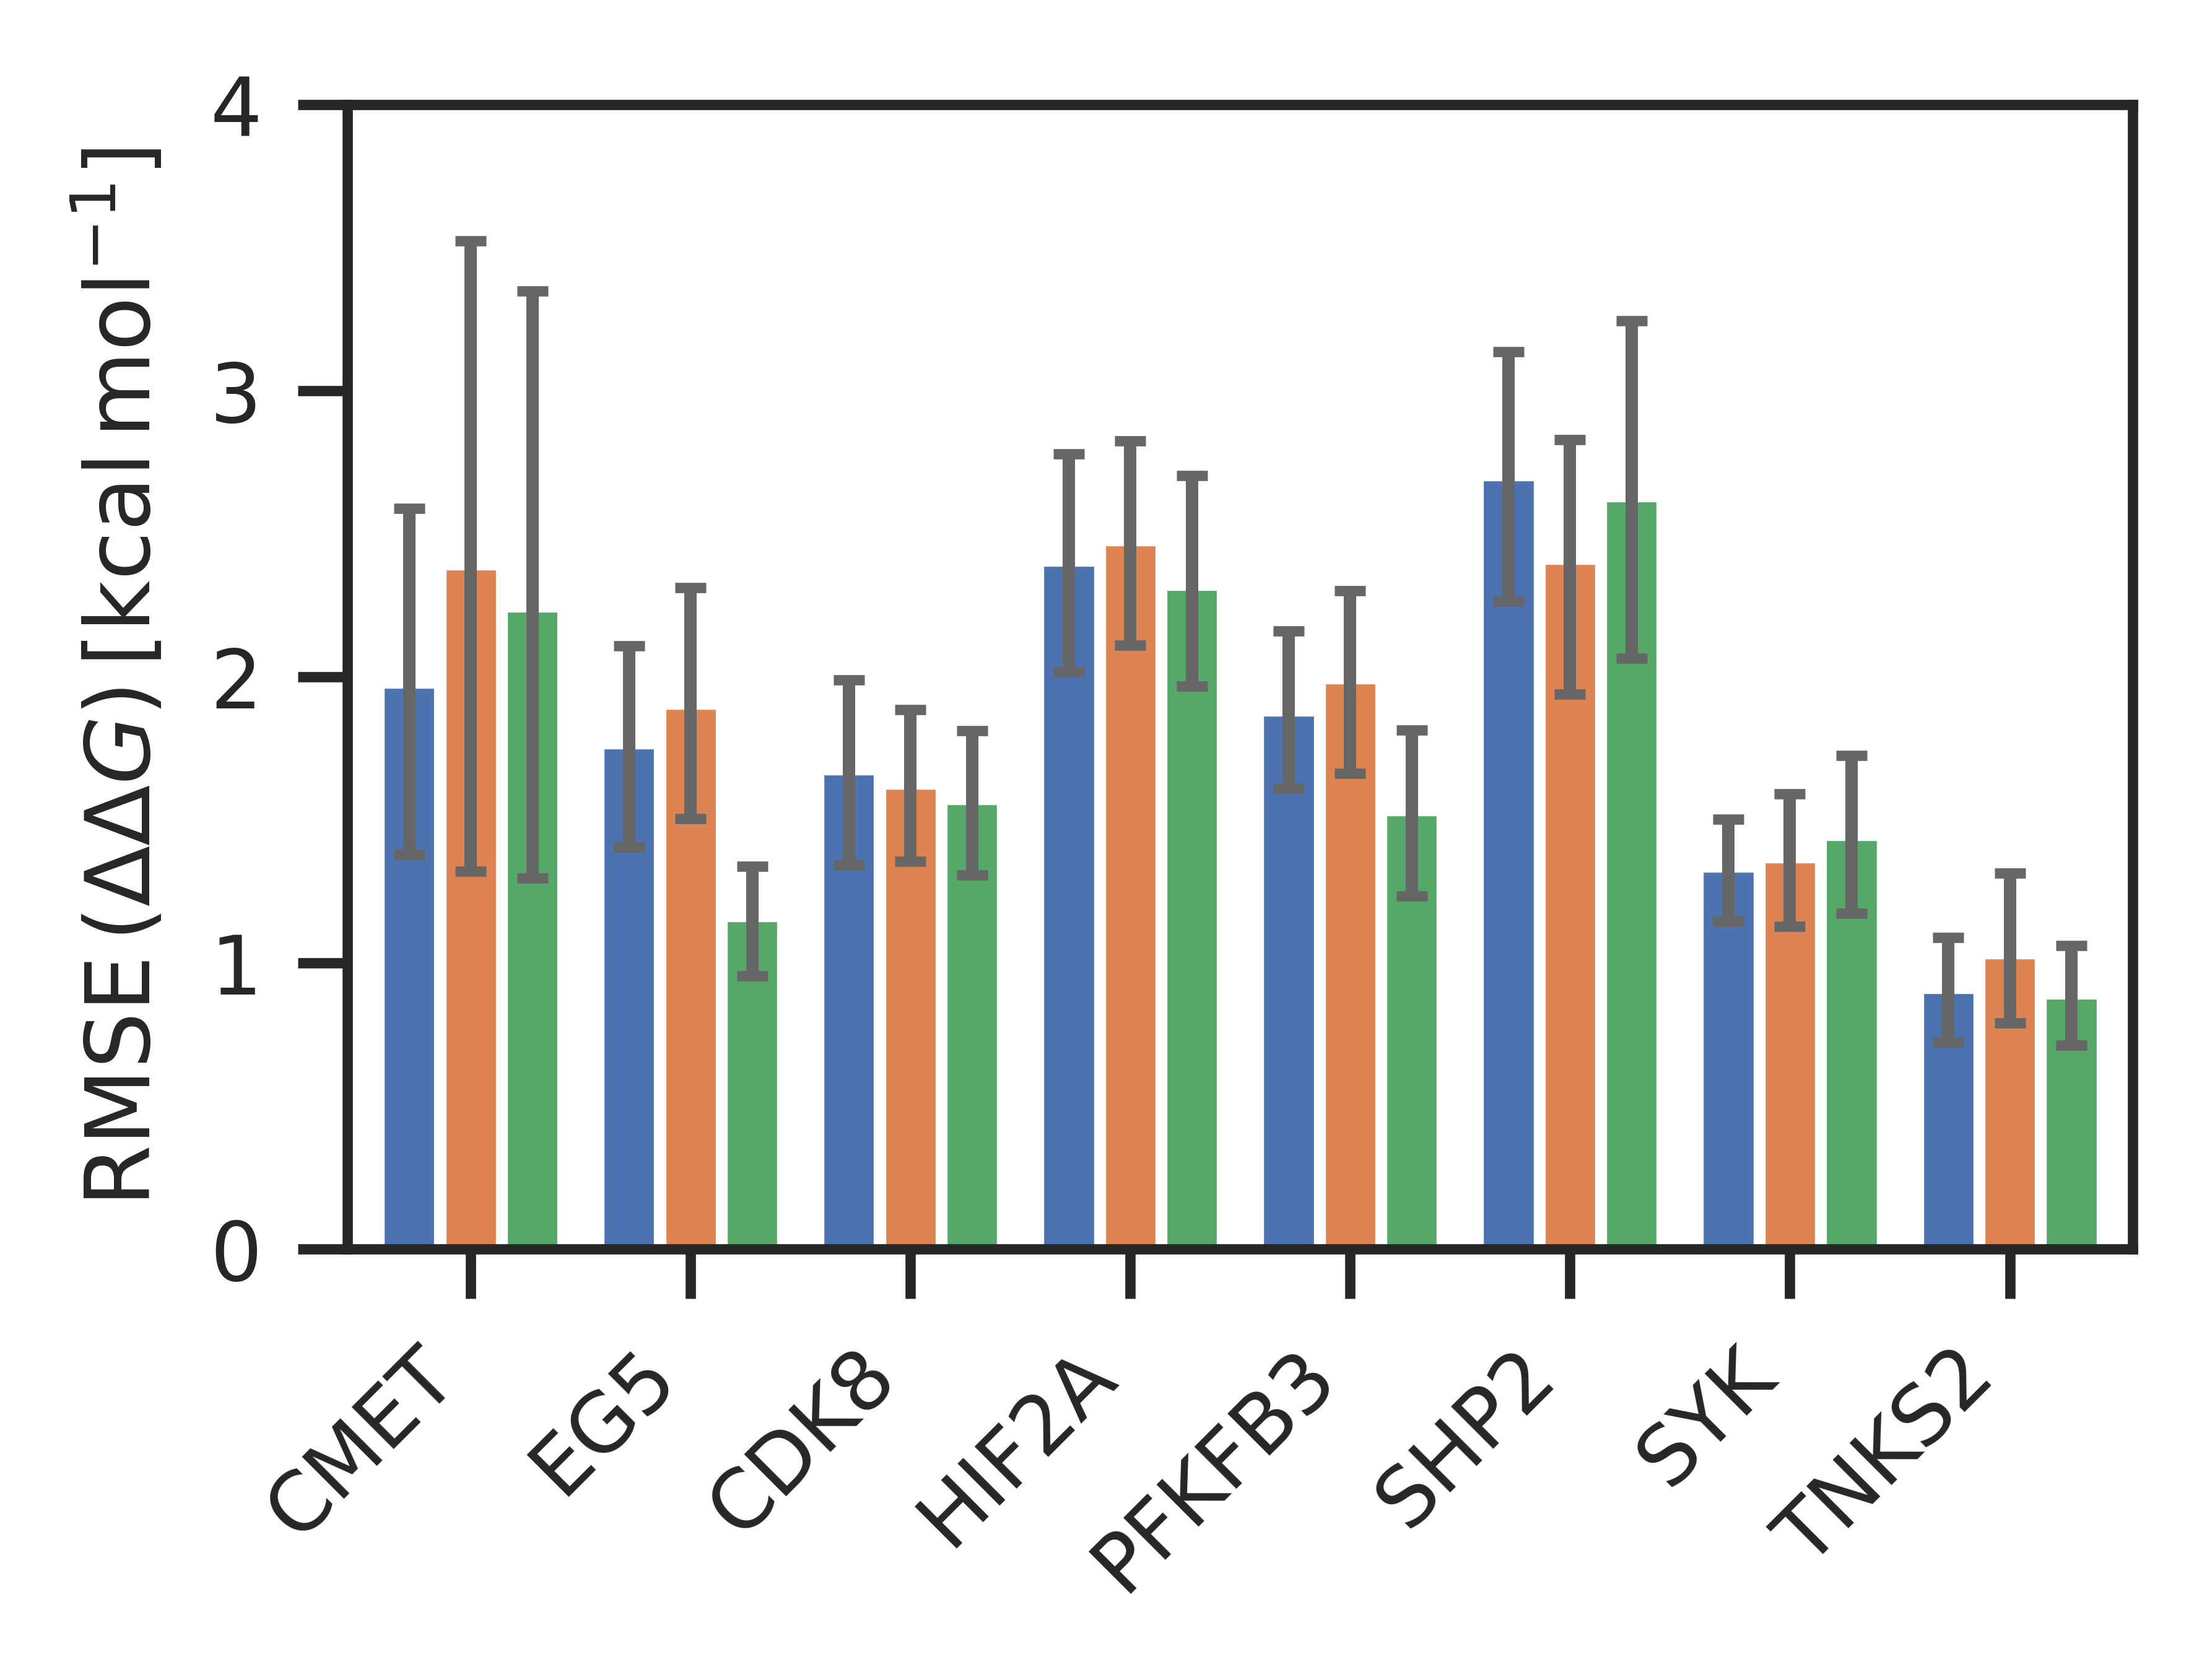 RMSE (ΔΔG) [kcal mol⁻¹]
4
3
2
1
0
CMET
EG5
CDK8
HIF2A
PFKFB3
SHP2
SYK
TNKS2